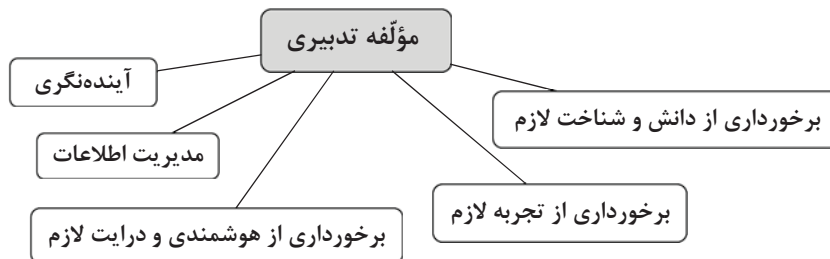 مؤلّفه تدبیری
برخورداری از دانش و شناخت لازم
برخورداری از تجربه لازم
برخورداری از هوشمندی و درایت لازم
مدیریت اطلاعات
آینده‌نگری